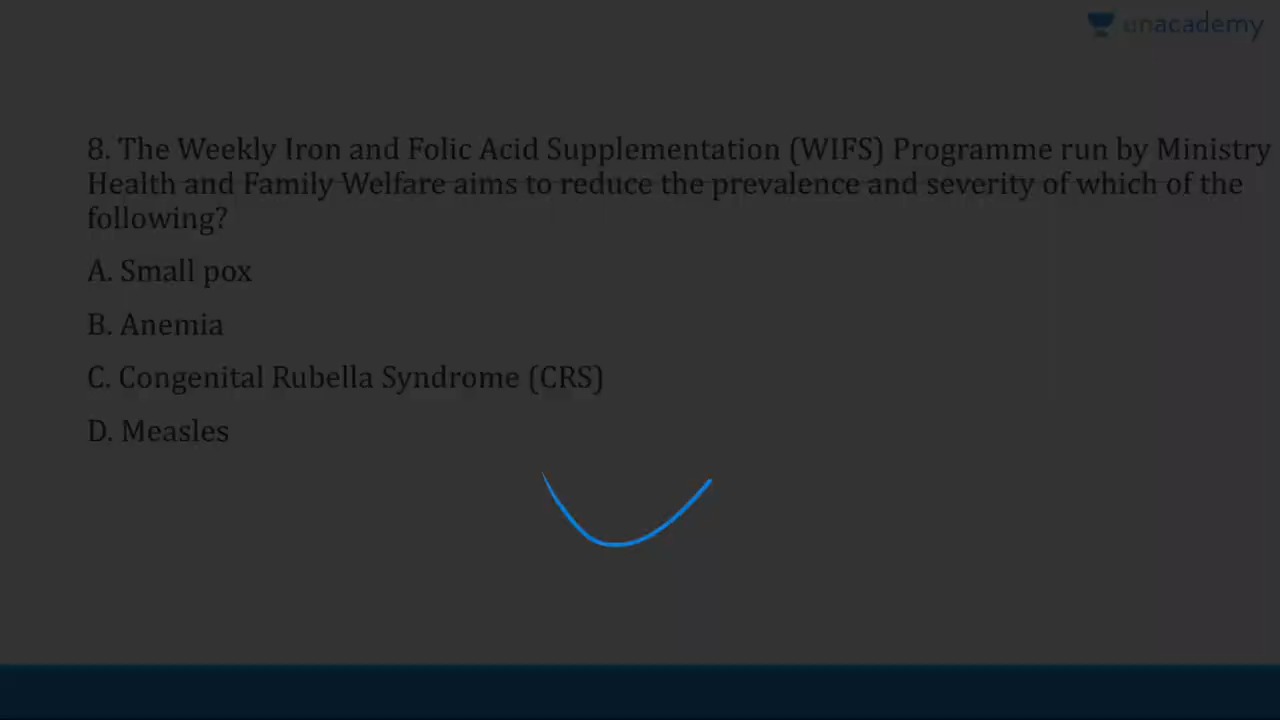 unacademy
8. The Weekly Iron and Folic Acid Supplementation (WIFS) Programme run by Ministry
Health and Family Welfare aims to reduce the prevalence and severity of which of the
following?
A. Small pox
B. Anemia
C. Congenital Rubella Syndrome (CRS)
D. Measles